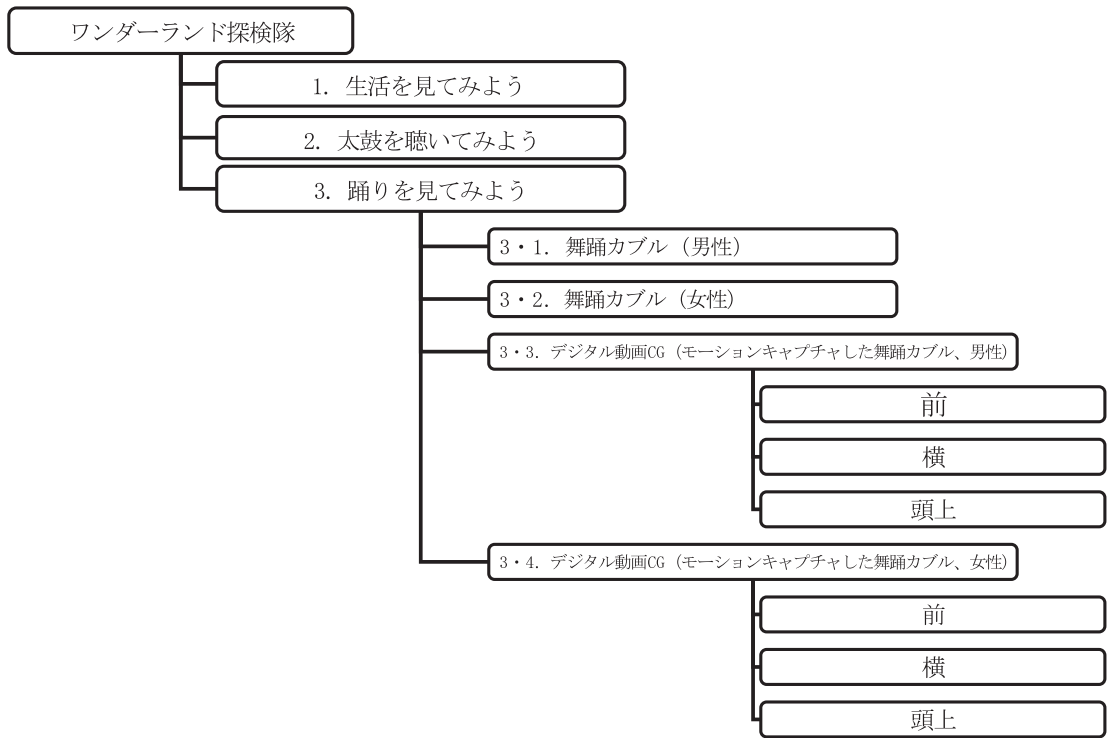 ワンダーランド探検隊
1. 生活を見てみよう
2. 太鼓を聴いてみよう
3. 踊りを見てみよう
3・1. 舞踊カブル（男性）
3・2. 舞踊カブル（女性）
3・3. デジタル動画CG（モーションキャプチャした舞踊カブル、男性）
前
横
頭上
3・4. デジタル動画CG（モーションキャプチャした舞踊カブル、女性）
前
横
頭上